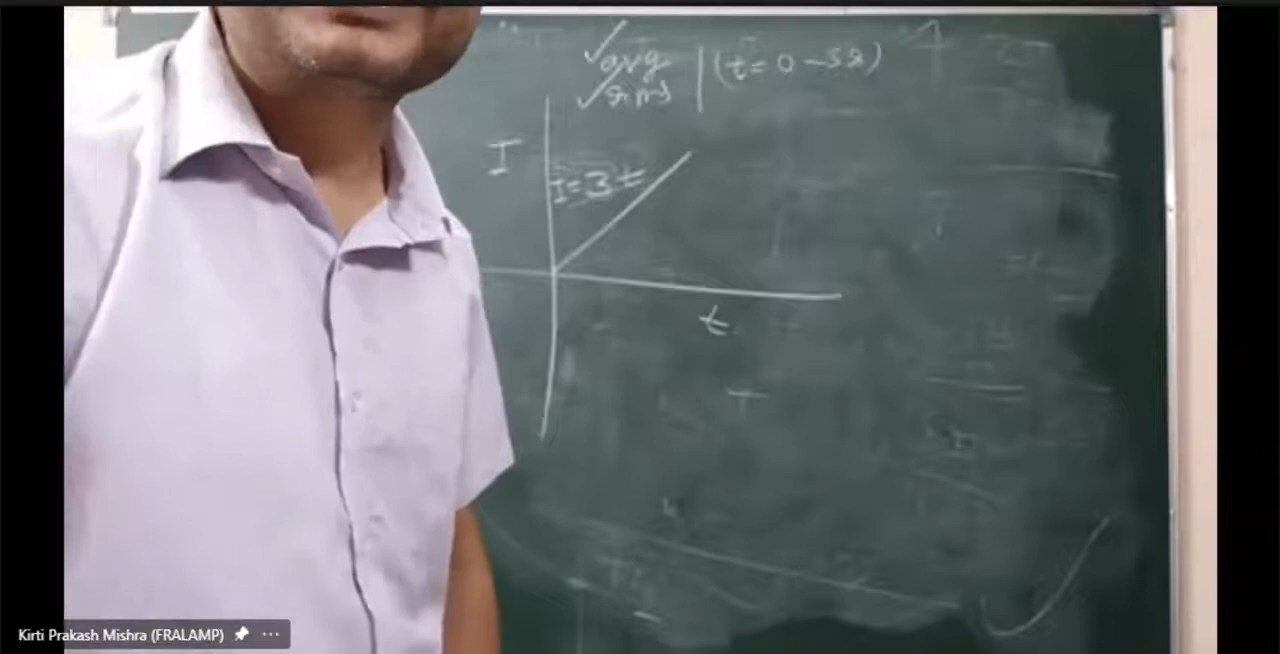 avg
rms (t = 0 - 5s)
I
I = 3t
t
Kirti Prakash Mishra (FRALAMP)